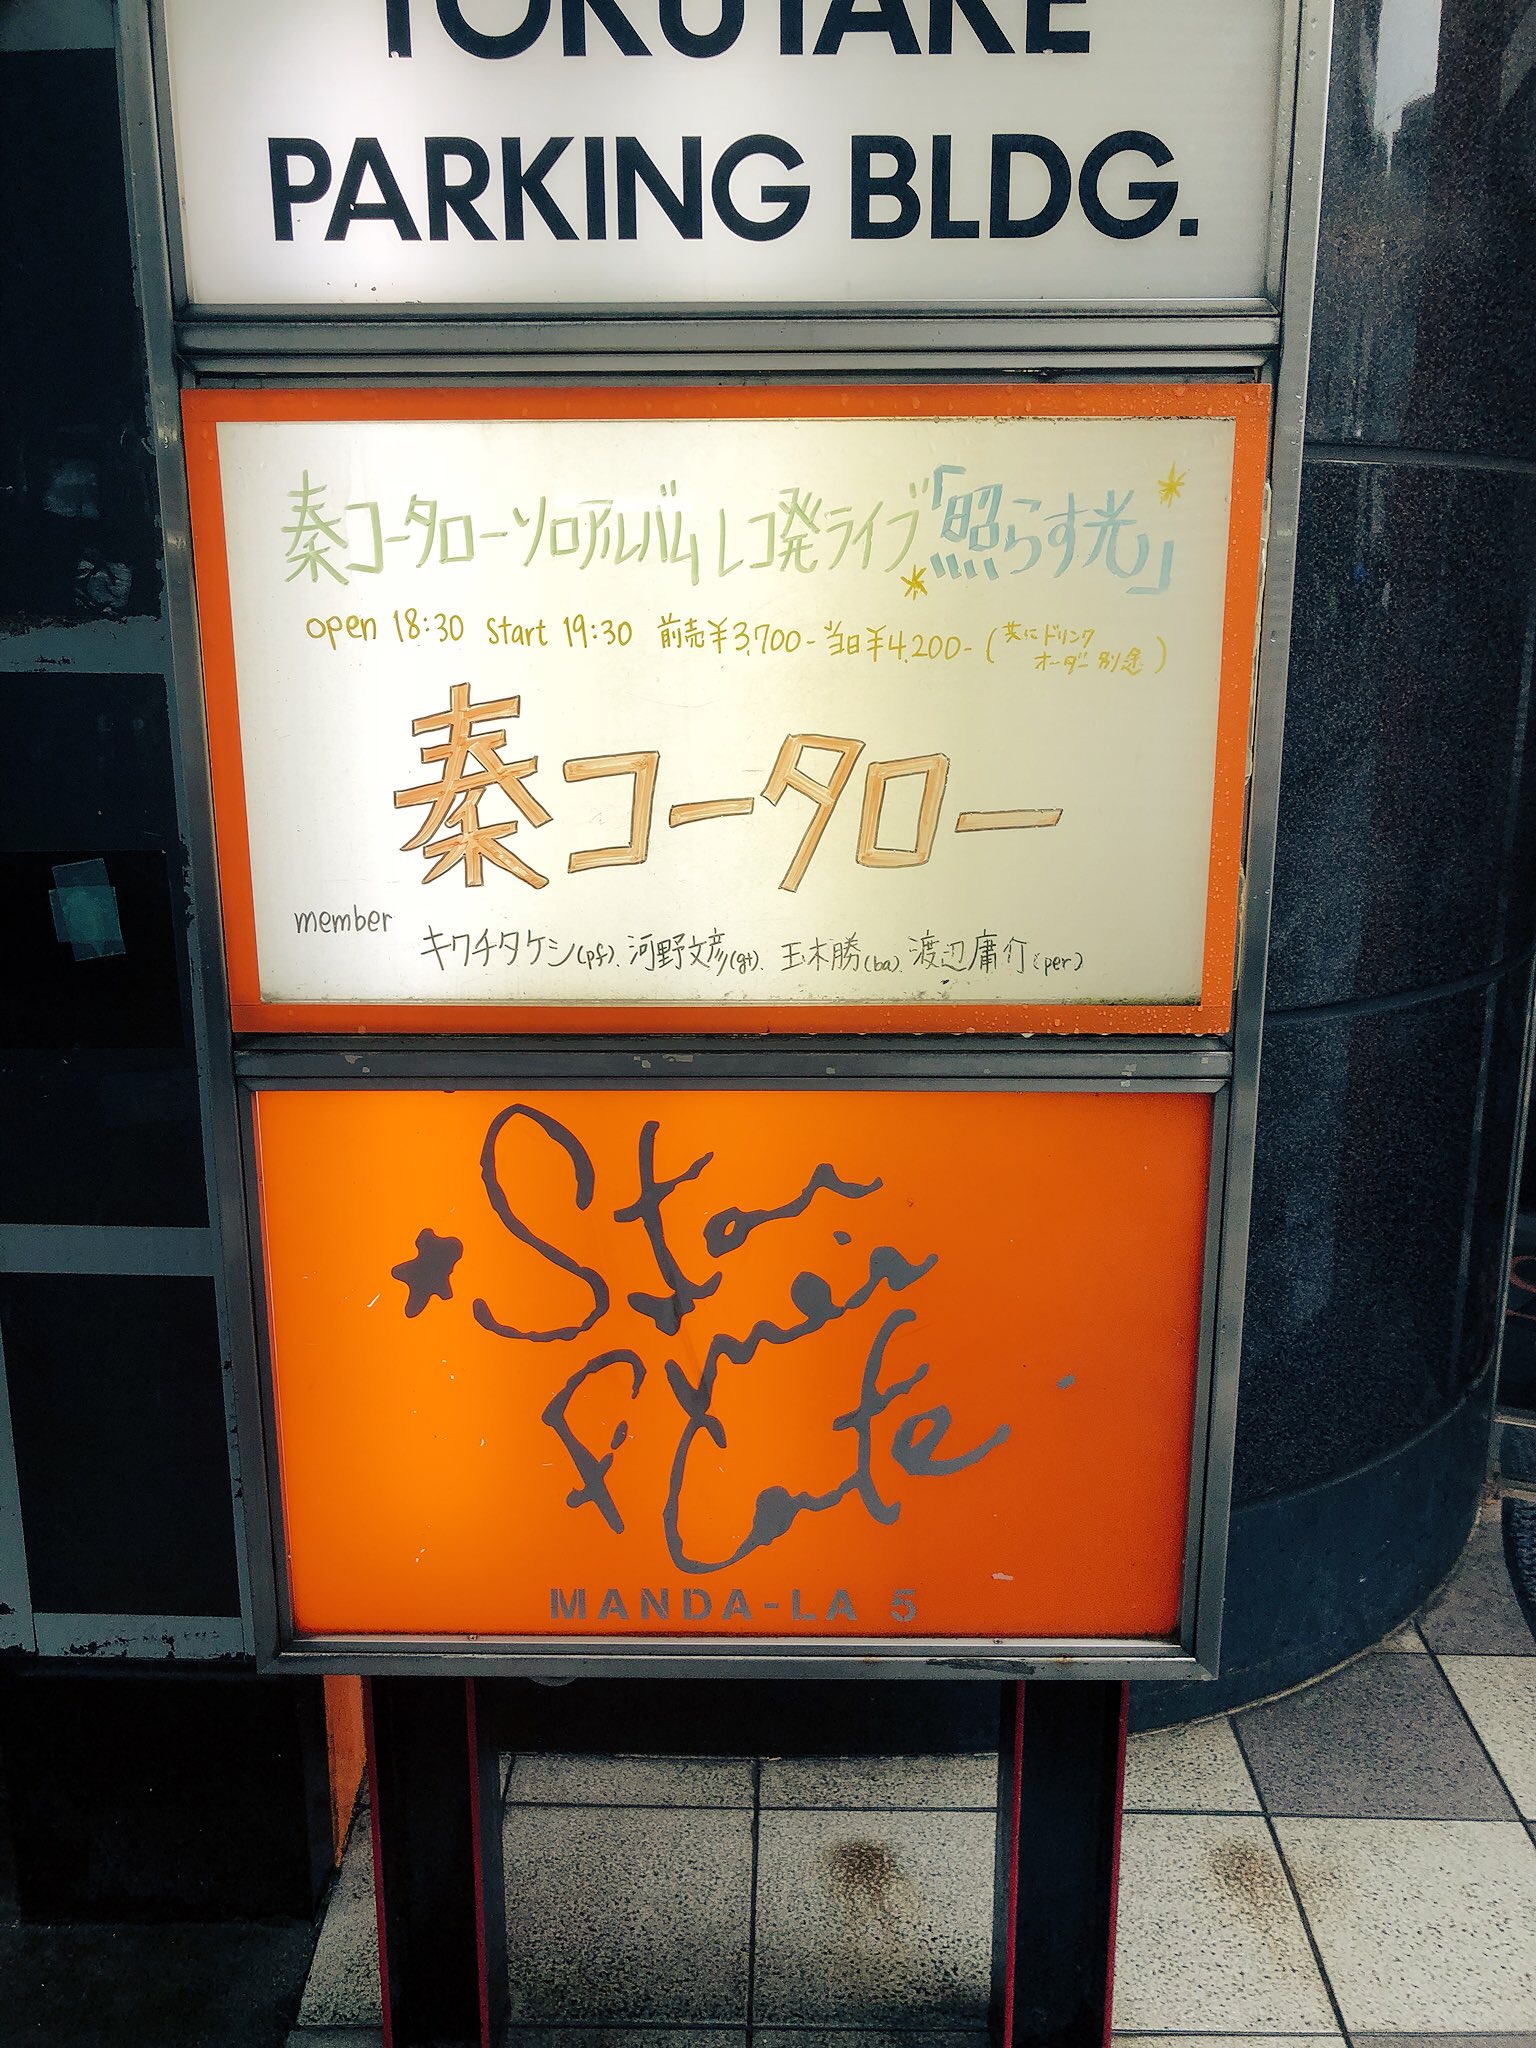 TOKUTAKE
PARKING BLDG.
秦コータローソロアルバムレコ発ライブ「照らす光」
open 18:30 start 19:30 前売¥3,700- 当日¥4,200- (共にドリンク
オーダー別途)
秦コータロー
member
キクチタケシ(pf)、河野文彦(gt)、玉木勝(ba)、渡辺庸介(per)
Star
Pine's
Cafe
MANDA-LA 5